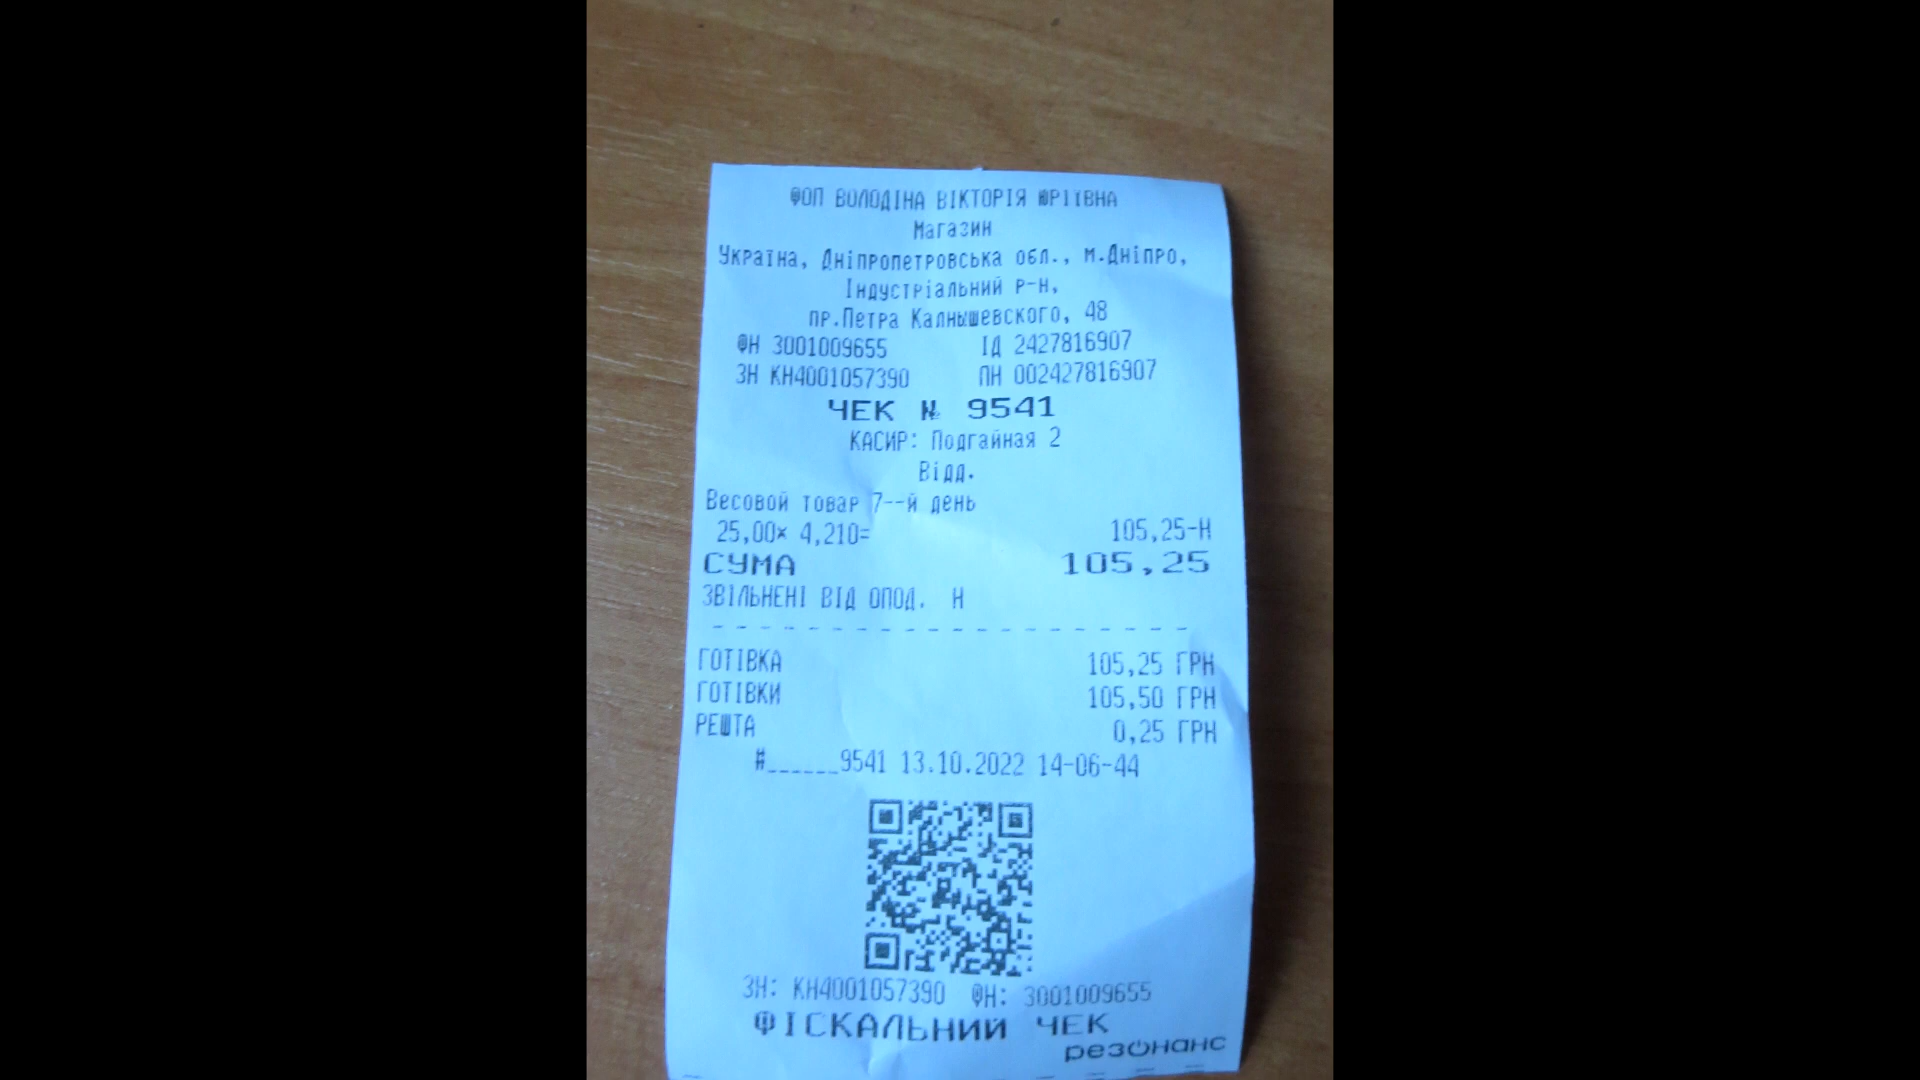 ФОП ВОЛОДІНА ВІКТОРІЯ ЮРІЇВНА
Магазин
Україна, Дніпропетровська обл., м.Дніпро,
Індустріальний р-н,
пр.Петра Калнышевского, 48
ФН 3001009655 ІД 2427816907
ЗН КН4001057390 ПН 002427816907
ЧЕК № 9541
КАСИР: Подгайная 2
Відд.
Весовой товар 7--й день
25,00× 4,210= 105,25-Н
СУМА 105,25
ЗВІЛЬНЕНІ ВІД ОПОД. Н
ГОТІВКА 105,25 ГРН
ГОТІВКИ 105,50 ГРН
РЕШТА 0,25 ГРН
#______9541 13.10.2022 14-06-44
ЗН: КН4001057390 ФН: 3001009655
ФІСКАЛЬНИЙ ЧЕК
резонанс